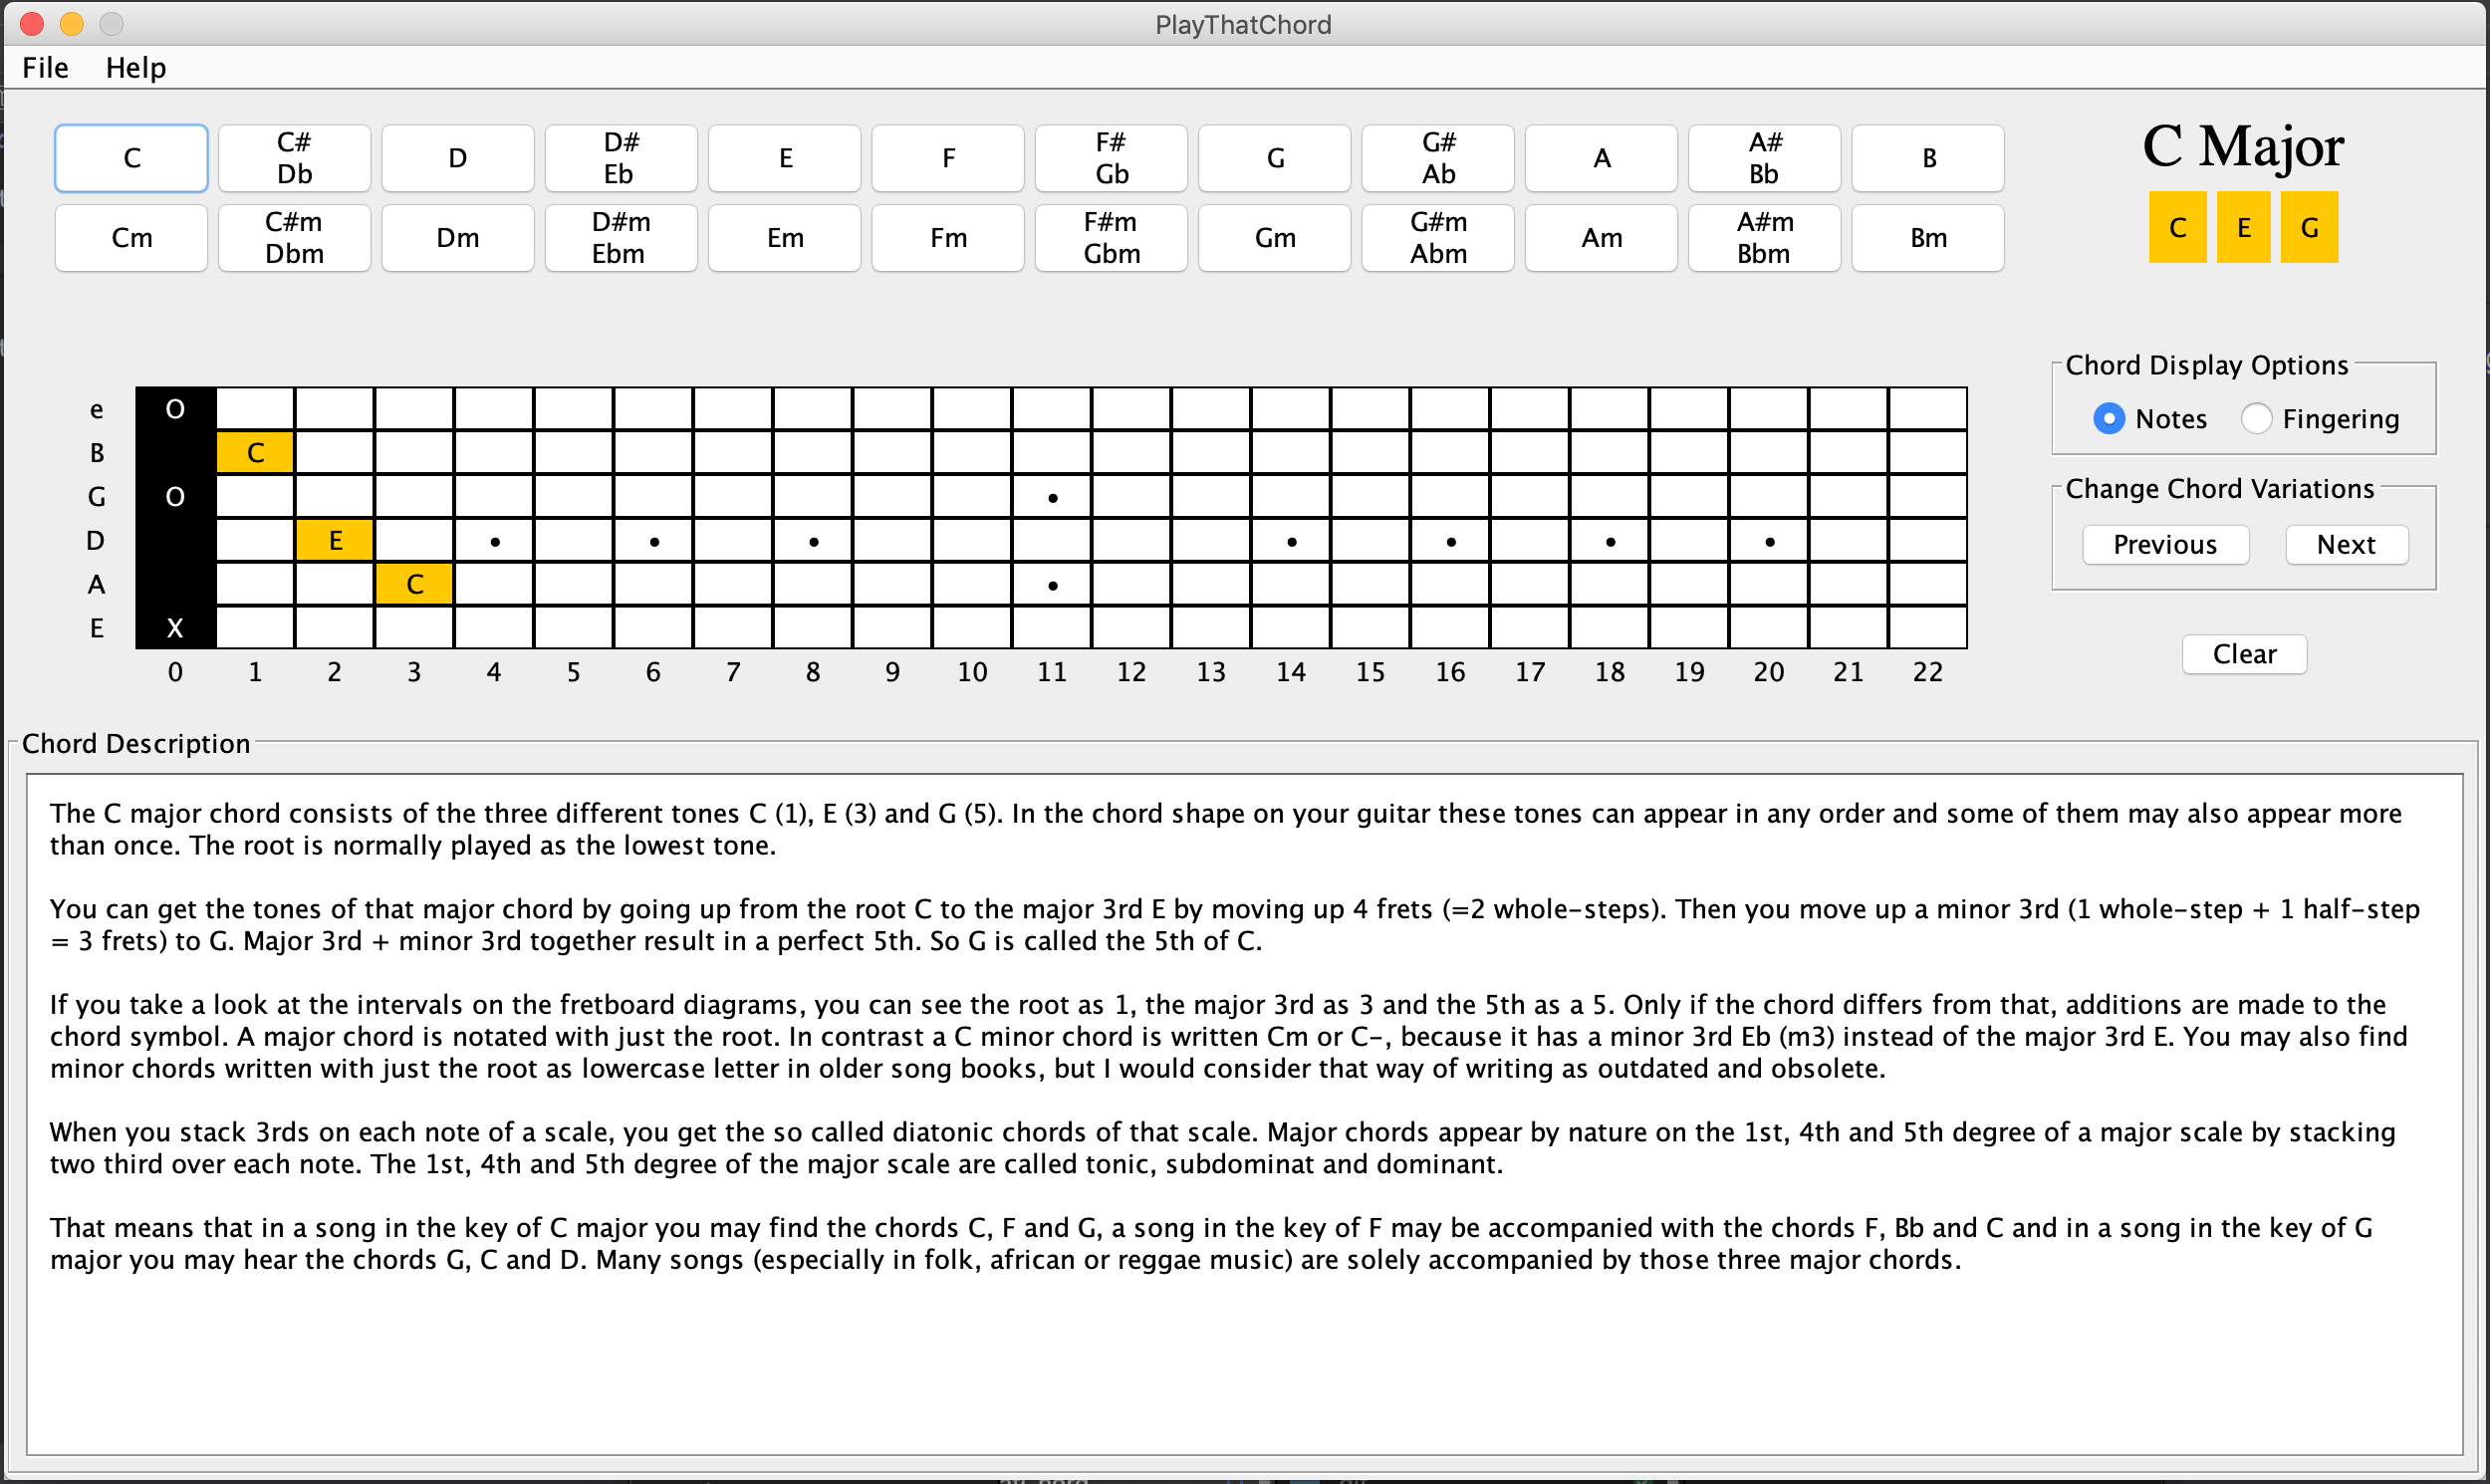 PlayThatChord
File Help
C C# D D# E F F# G G# A A# B
Db Eb Gb Ab Bb
Cm C#m Dm D#m Em Fm F#m Gm G#m Am A#m Bm
Dbm Ebm Gbm Abm Bbm
C Major
C E G
e O
B C
G O
D E
A C
E X
0 1 2 3 4 5 6 7 8 9 10 11 12 13 14 15 16 17 18 19 20 21 22
Chord Display Options
Notes Fingering
Change Chord Variations
Previous Next
Clear
Chord Description
The C major chord consists of the three different tones C (1), E (3) and G (5). In the chord shape on your guitar these tones can appear in any order and some of them may also appear more
than once. The root is normally played as the lowest tone.
You can get the tones of that major chord by going up from the root C to the major 3rd E by moving up 4 frets (=2 whole-steps). Then you move up a minor 3rd (1 whole-step + 1 half-step
= 3 frets) to G. Major 3rd + minor 3rd together result in a perfect 5th. So G is called the 5th of C.
If you take a look at the intervals on the fretboard diagrams, you can see the root as 1, the major 3rd as 3 and the 5th as a 5. Only if the chord differs from that, additions are made to the
chord symbol. A major chord is notated with just the root. In contrast a C minor chord is written Cm or C-, because it has a minor 3rd Eb (m3) instead of the major 3rd E. You may also find
minor chords written with just the root as lowercase letter in older song books, but I would consider that way of writing as outdated and obsolete.
When you stack 3rds on each note of a scale, you get the so called diatonic chords of that scale. Major chords appear by nature on the 1st, 4th and 5th degree of a major scale by stacking
two third over each note. The 1st, 4th and 5th degree of the major scale are called tonic, subdominat and dominant.
That means that in a song in the key of C major you may find the chords C, F and G, a song in the key of F may be accompanied with the chords F, Bb and C and in a song in the key of G
major you may hear the chords G, C and D. Many songs (especially in folk, african or reggae music) are solely accompanied by those three major chords.